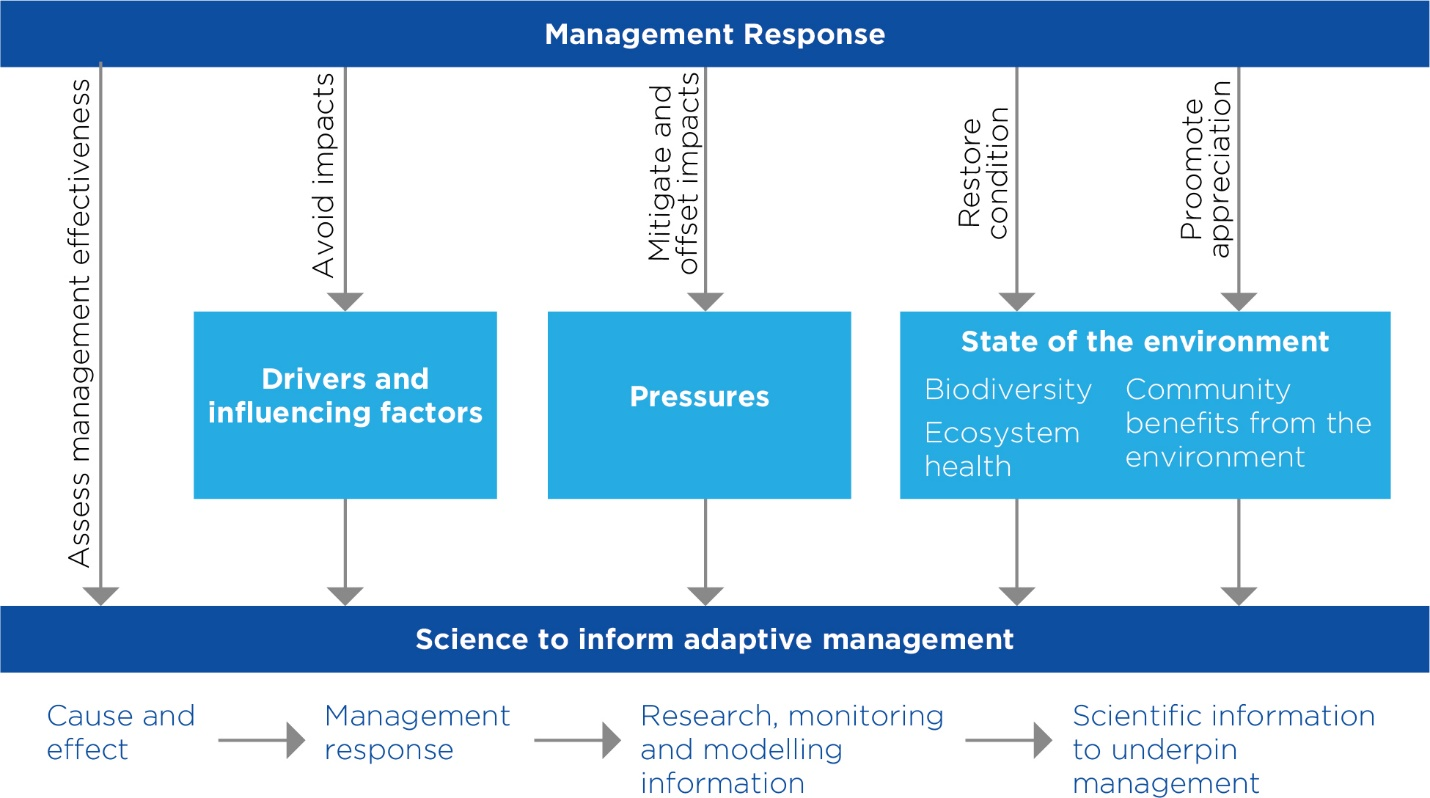 Management Response
Assess management effectiveness
Avoid impacts
Mitigate and
offset impacts
Restore
condition
Proomote
appreciation
Drivers and
influencing factors
Pressures
State of the environment
Biodiversity
Ecosystem
health
Community
benefits from the
environment
Science to inform adaptive management
Cause and
effect
Management
response
Research, monitoring
and modelling
information
Scientific information
to underpin
management